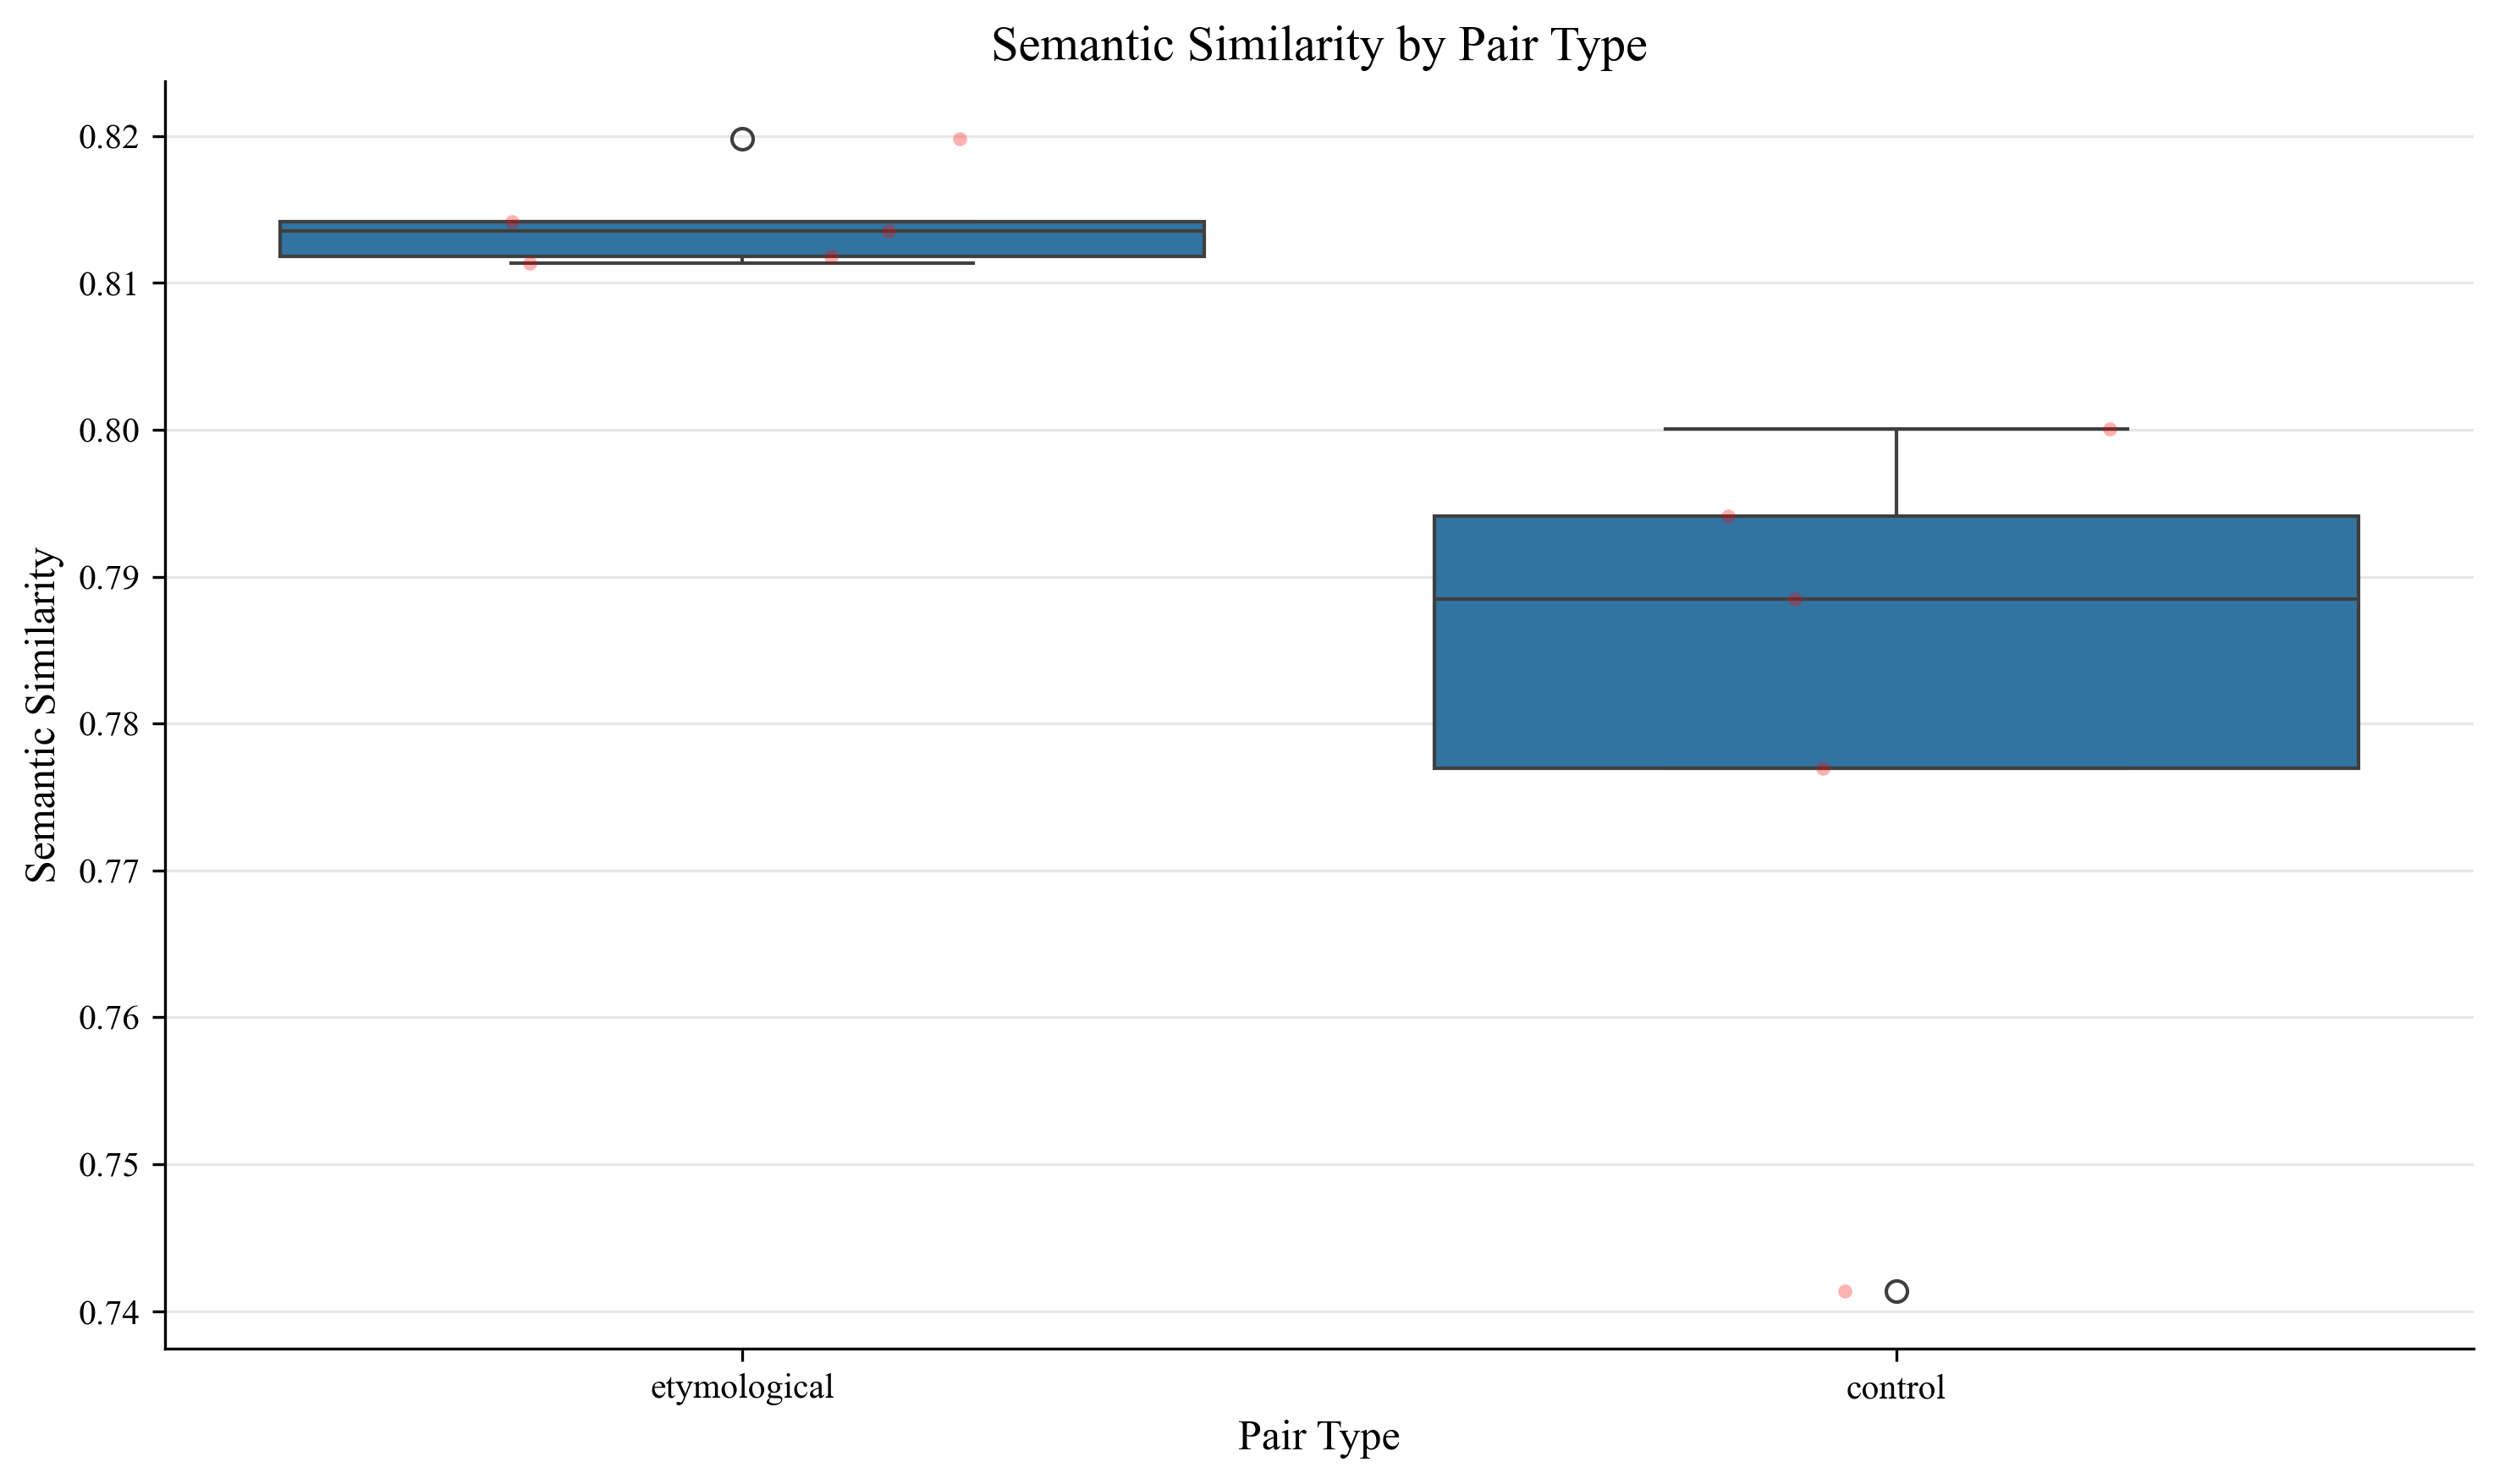 Semantic Similarity by Pair Type
Semantic Similarity
0.82
0.81
0.80
0.79
0.78
0.77
0.76
0.75
0.74
etymological
control
Pair Type